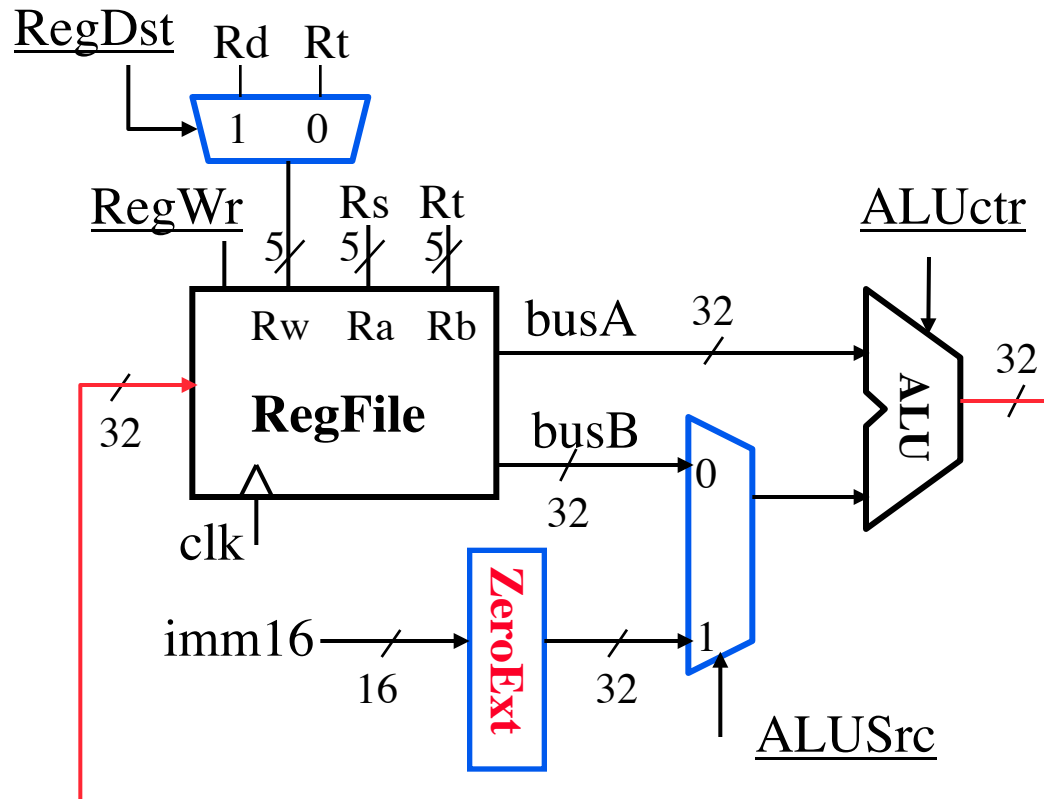 RegDst
Rd Rt
1 0
RegWr
Rs Rt
5 5 5
ALUctr
Rw Ra Rb
busA
32
32
RegFile
32
busB
ALU
0
32
clk
ZeroExt
imm16
1
16
32
ALUSrc